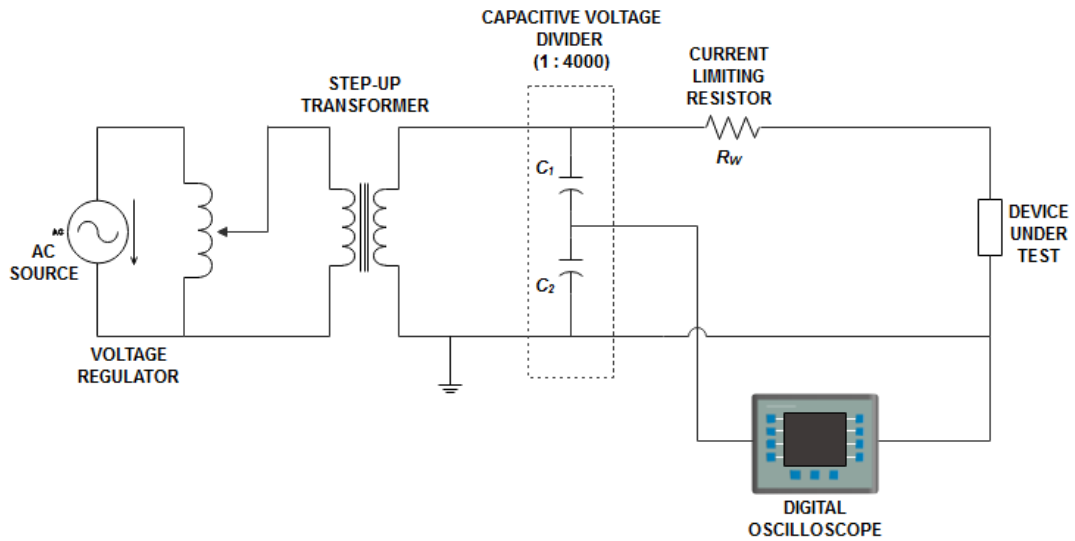 CAPACITIVE VOLTAGE
DIVIDER
(1 : 4000)
CURRENT
LIMITING
RESISTOR
STEP-UP
TRANSFORMER
C1
RW
AC
AC
SOURCE
DEVICE
UNDER
TEST
C2
VOLTAGE
REGULATOR
DIGITAL
OSCILLOSCOPE